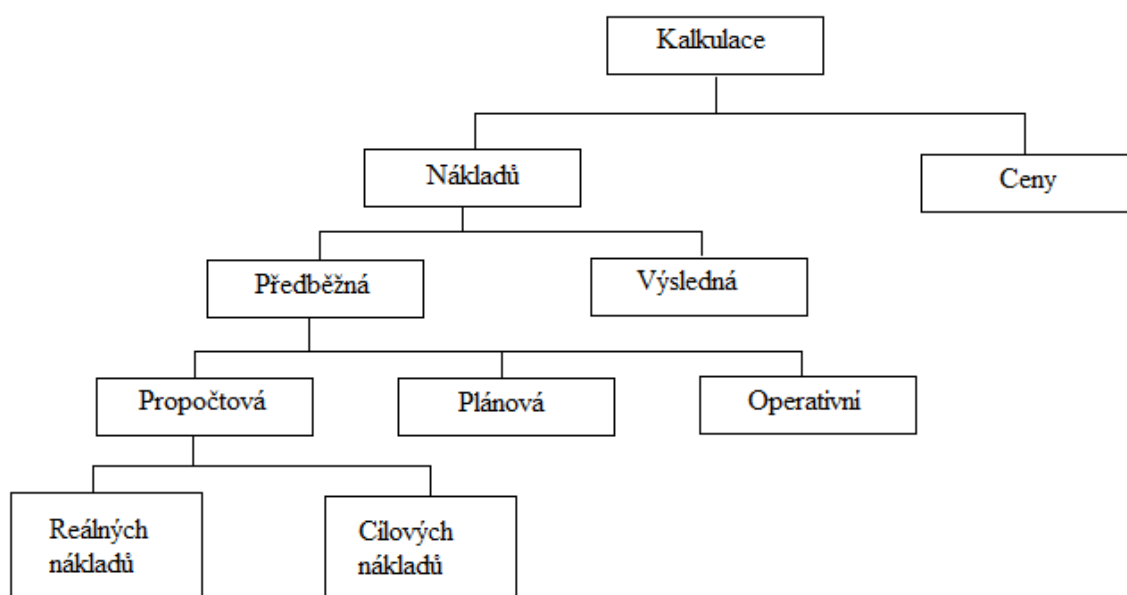 Kalkulace
Nákladů
Ceny
Předběžná
Výsledná
Propočtová
Plánová
Operativní
Reálných
nákladů
Cílových
nákladů